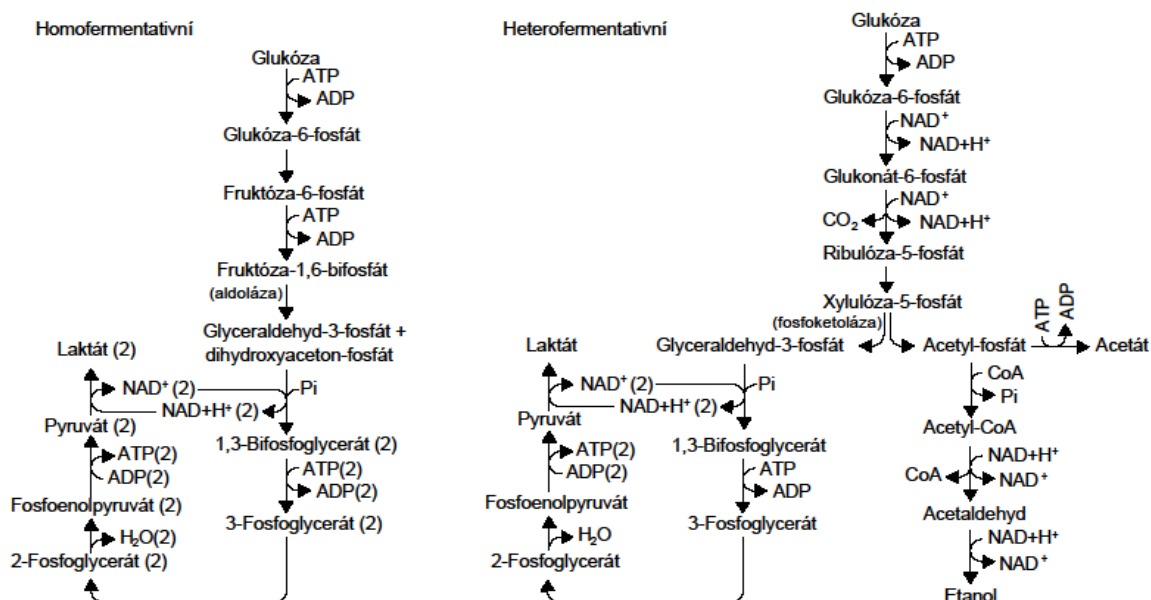 Homofermentativní
Glukóza
ATP
ADP
Glukóza-6-fosfát
Fruktóza-6-fosfát
ATP
ADP
Fruktóza-1,6-bifosfát
(aldoláza)
Glyceraldehyd-3-fosfát +
dihydroxyaceton-fosfát
Laktát (2)
NAD⁺ (2)
Pi
NAD+H⁺ (2)
Pyruvát (2)
1,3-Bifosfoglycerát (2)
ATP(2)
ADP(2)
ATP(2)
ADP(2)
Fosfoenolpyruvát (2)
3-Fosfoglycerát (2)
H₂O(2)
2-Fosfoglycerát (2)
Heterofermentativní
Glukóza
ATP
ADP
Glukóza-6-fosfát
NAD⁺
NAD+H⁺
Glukonát-6-fosfát
NAD⁺
CO₂
NAD+H⁺
Ribulóza-5-fosfát
Xylulóza-5-fosfát
(fosfoketoláza)
ATP
ADP
Laktát
Glyceraldehyd-3-fosfát
Acetyl-fosfát
Acetát
NAD⁺ (2)
Pi
NAD+H⁺ (2)
Pyruvát
1,3-Bifosfoglycerát
ATP(2)
ADP(2)
ATP
ADP
Fosfoenolpyruvát
3-Fosfoglycerát
H₂O
2-Fosfoglycerát
CoA
Pi
Acetyl-CoA
NAD+H⁺
CoA
NAD⁺
Acetaldehyd
NAD+H⁺
NAD⁺
Etanol